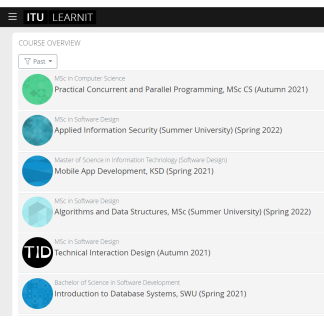 ITU LEARNIT
COURSE OVERVIEW
Past
MSc in Computer Science
Practical Concurrent and Parallel Programming, MSc CS (Autumn 2021)
MSc in Software Design
Applied Information Security (Summer University) (Spring 2022)
Master of Science in Information Technology (Software Design)
Mobile App Development, KSD (Spring 2021)
MSc in Software Design
Algorithms and Data Structures, MSc (Summer University) (Spring 2022)
MSc in Software Design
TID Technical Interaction Design (Autumn 2021)
Bachelor of Science in Software Development
Introduction to Database Systems, SWU (Spring 2021)